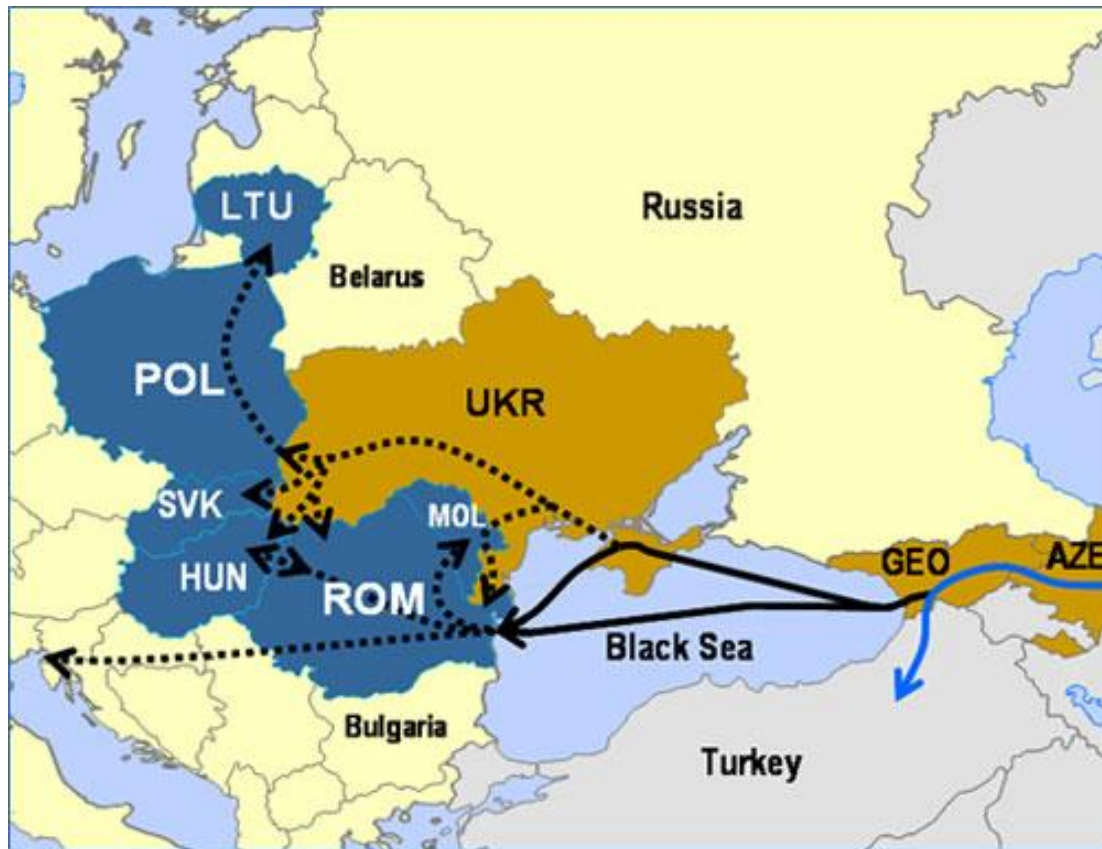 LTU
Russia
Belarus
POL
UKR
SVK
MOL
HUN
ROM
GEO
AZE
Black Sea
Bulgaria
Turkey